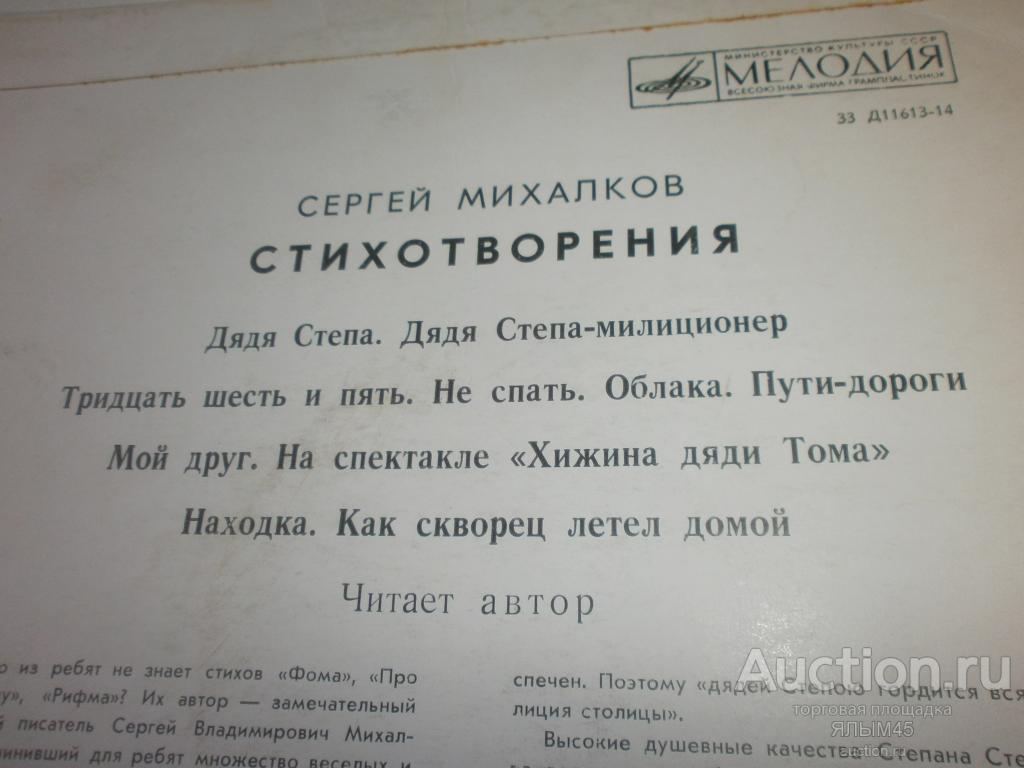 МИНИСТЕРСТВО КУЛЬТУРЫ СССР
МЕЛОДИЯ
ВСЕСОЮЗНАЯ ФИРМА ГРАМПЛАСТИНОК
33 Д11613-14
СЕРГЕЙ МИХАЛКОВ
СТИХОТВОРЕНИЯ
Дядя Степа. Дядя Степа-милиционер
Тридцать шесть и пять. Не спать. Облака. Пути-дороги
Мой друг. На спектакле «Хижина дяди Тома»
Находка. Как скворец летел домой
Читает автор
из ребят не знает стихов «Фома», «Про
«Рифма»? Их автор — замечательный
писатель Сергей Владимирович Михал-
для ребят множество веселых и
спечен. Поэтому «дядей Степою гордится вся
лиция столицы».
Высокие душевные качества Степана Сте
Auction.ru
торговая площадка
ЯЛЫМ45
auction.ru